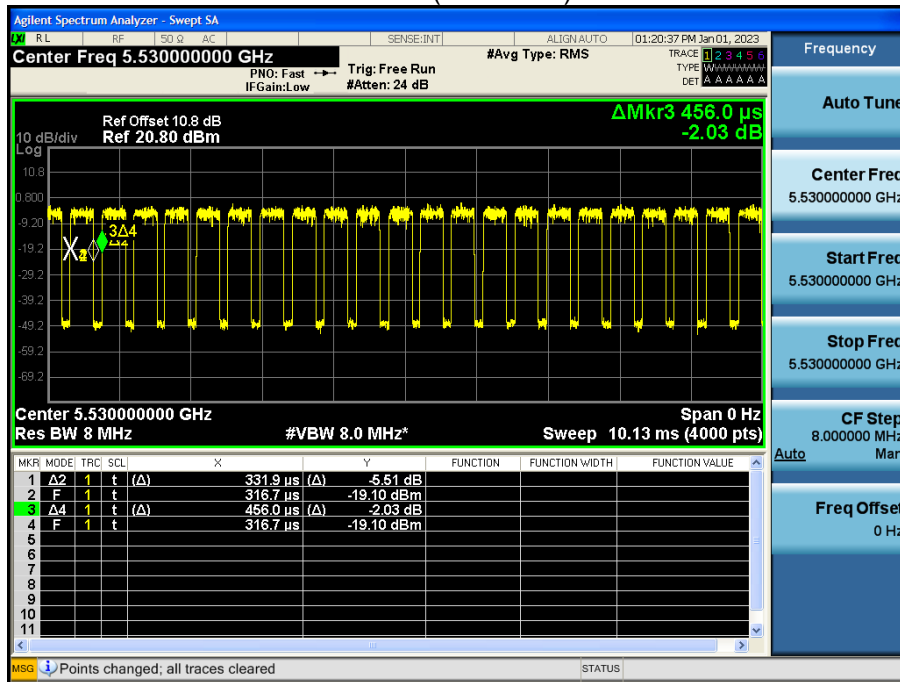 Agilent Spectrum Analyzer - Swept SA
LXI RL RF 50 Ω AC SENSE:INT ALIGN AUTO 01:20:37 PM Jan 01, 2023
Center Freq 5.530000000 GHz #Avg Type: RMS TRACE 1 2 3 4 5 6
PNO: Fast Trig: Free Run TYPE WWWWWW
IFGain:Low #Atten: 24 dB DET A A A A A A
ΔMkr3 456.0 µs
-2.03 dB
Ref Offset 10.8 dB
10 dB/div Ref 20.80 dBm
Log
10.8
0.800
-9.20
-19.2
-29.2
-39.2
-49.2
-59.2
-69.2
3Δ4
Center 5.530000000 GHz Span 0 Hz
Res BW 8 MHz #VBW 8.0 MHz* Sweep 10.13 ms (4000 pts)
MKR MODE TRC SCL X Y FUNCTION FUNCTION WIDTH FUNCTION VALUE
1 Δ2 1 t (Δ) 331.9 µs (Δ) -5.51 dB
2 F 1 t 316.7 µs -19.10 dBm
3 Δ4 1 t (Δ) 456.0 µs (Δ) -2.03 dB
4 F 1 t 316.7 µs -19.10 dBm
5
6
7
8
9
10
11
MSG Points changed; all traces cleared STATUS
Frequency
Auto Tune
Center Freq
5.530000000 GHz
Start Freq
5.530000000 GHz
Stop Freq
5.530000000 GHz
CF Step
8.000000 MHz
Auto Man
Freq Offset
0 Hz